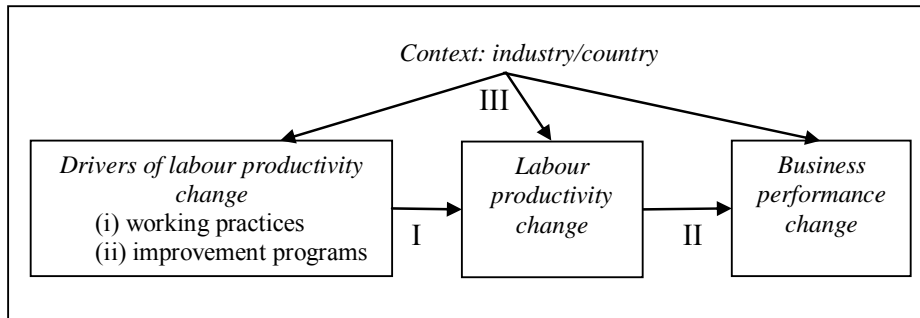 Context: industry/country
III
Drivers of labour productivity
change
(i) working practices
(ii) improvement programs
I
Labour
productivity
change
II
Business
performance
change